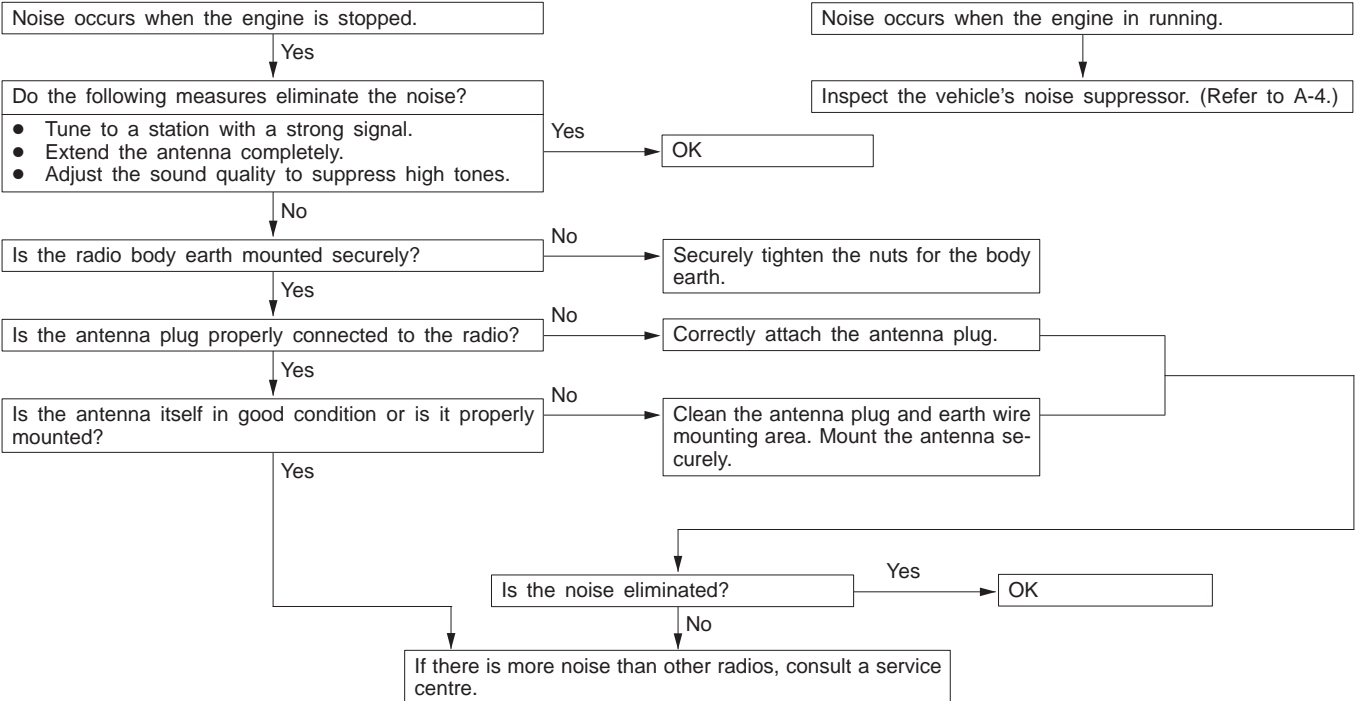 Noise occurs when the engine is stopped.
Noise occurs when the engine in running.
Yes
Do the following measures eliminate the noise?
Inspect the vehicle's noise suppressor. (Refer to A-4.)
● Tune to a station with a strong signal.
● Extend the antenna completely.
● Adjust the sound quality to suppress high tones.
Yes
OK
No
Is the radio body earth mounted securely?
No
Securely tighten the nuts for the body
earth.
Yes
Is the antenna plug properly connected to the radio?
No
Correctly attach the antenna plug.
Yes
Is the antenna itself in good condition or is it properly
mounted?
No
Clean the antenna plug and earth wire
mounting area. Mount the antenna se-
curely.
Yes
Is the noise eliminated?
Yes
OK
No
If there is more noise than other radios, consult a service
centre.